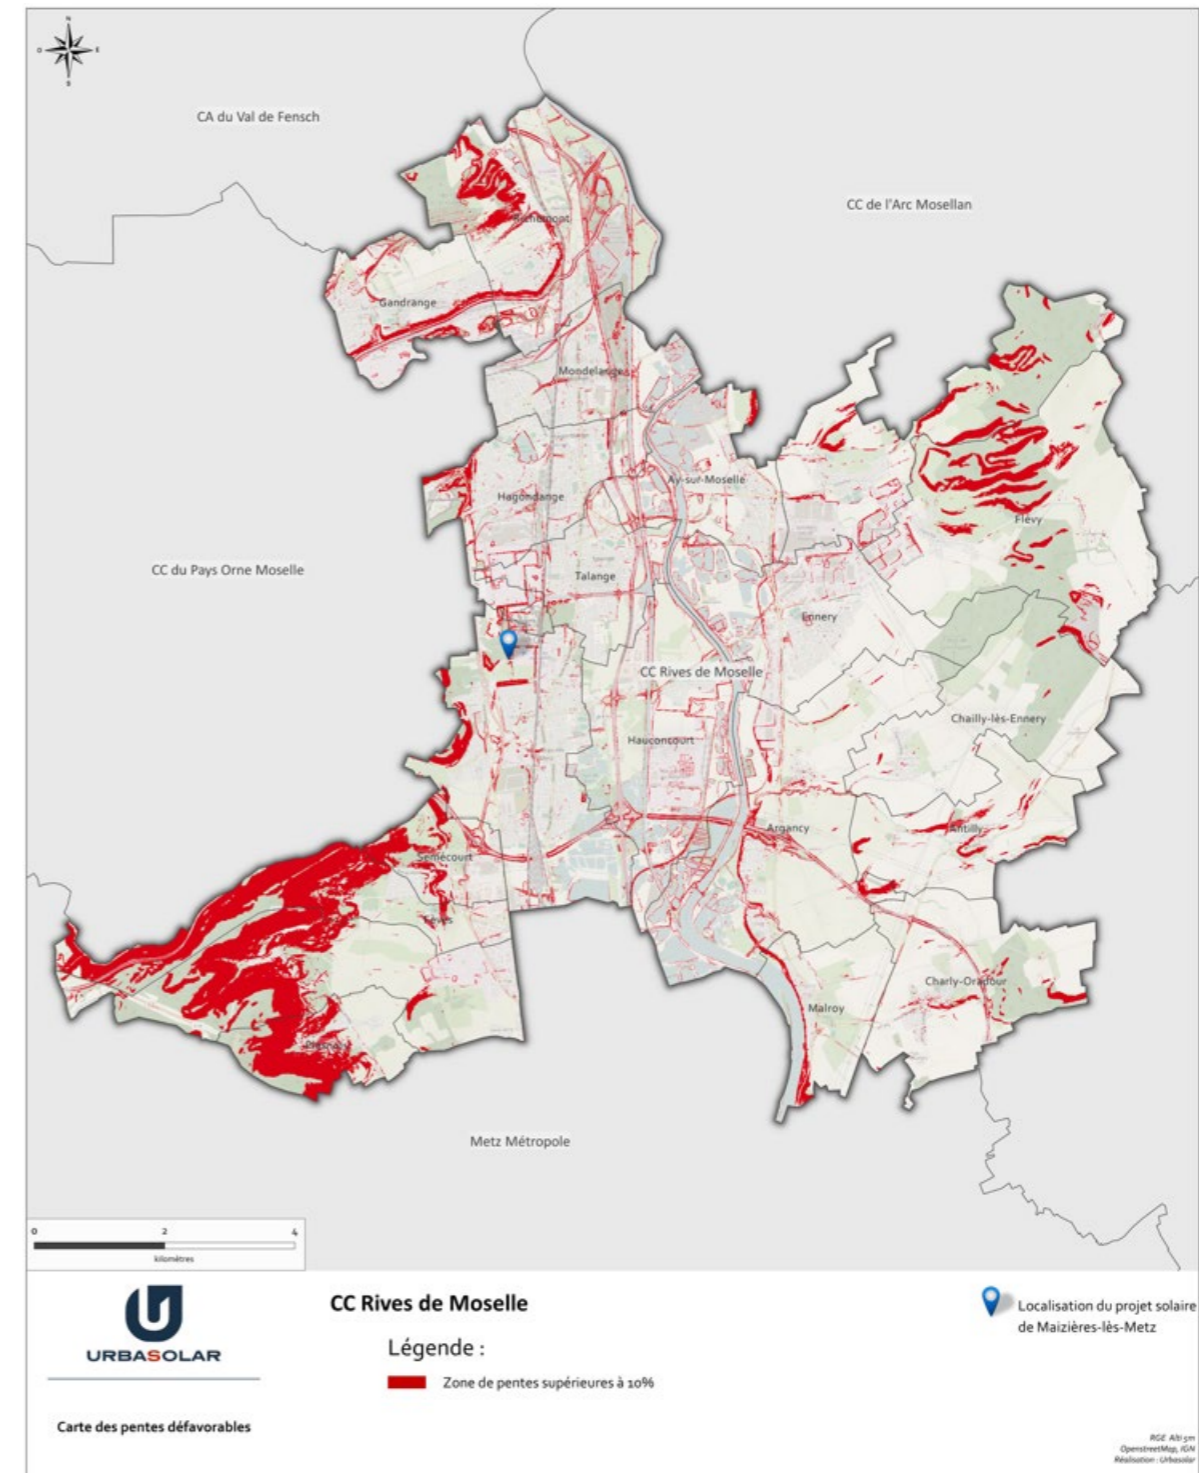 N
O
E
S
CA du Val de Fensch
CC de l'Arc Mosellan
Richemont
Gandrange
Mondelange
Ay-sur-Moselle
Hagondange
Flévy
CC du Pays Orne Moselle
Talange
Ennery
CC Rives de Moselle
Chailly-lès-Ennery
Hauconcourt
Argancy
Antilly
Semécourt
Fèves
Charly-Oradour
Malroy
Metz Métropole
0 2 4
kilomètres
U
URBASOLAR
Carte des pentes défavorables
CC Rives de Moselle
Légende :
Zone de pentes supérieures à 10%
Localisation du projet solaire
de Maizières-lès-Metz
RGE Alti 5m
OpenstreetMap, IGN
Réalisation : Urbasolar